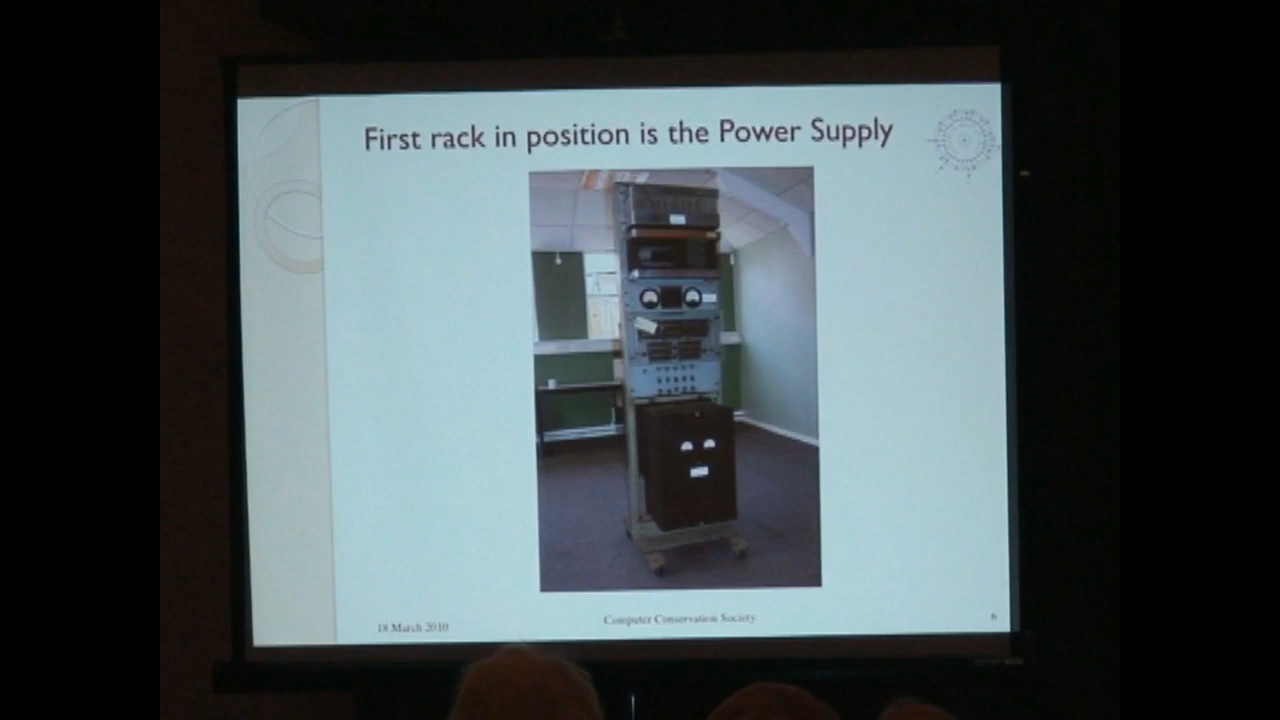 First rack in position is the Power Supply
18 March 2010
Computer Conservation Society
6